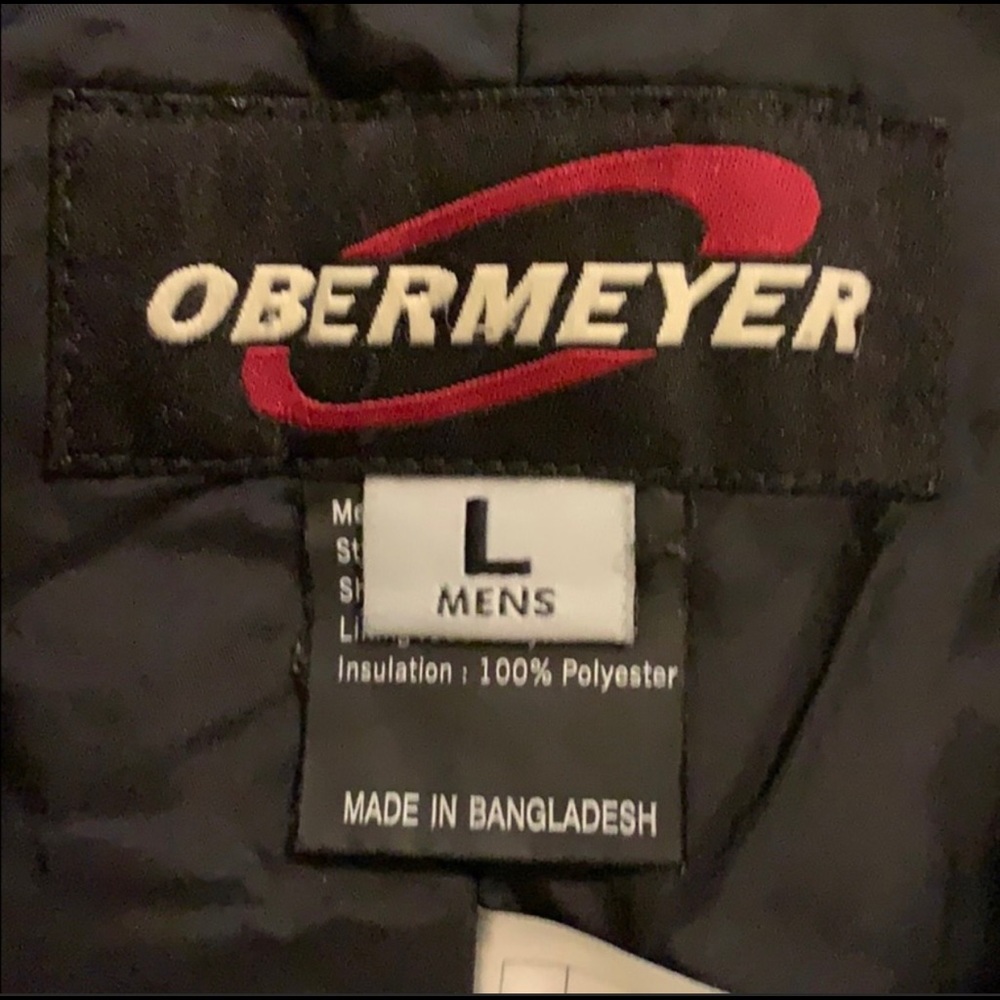 OBERMEYER
L
MENS
Insulation : 100% Polyester
MADE IN BANGLADESH